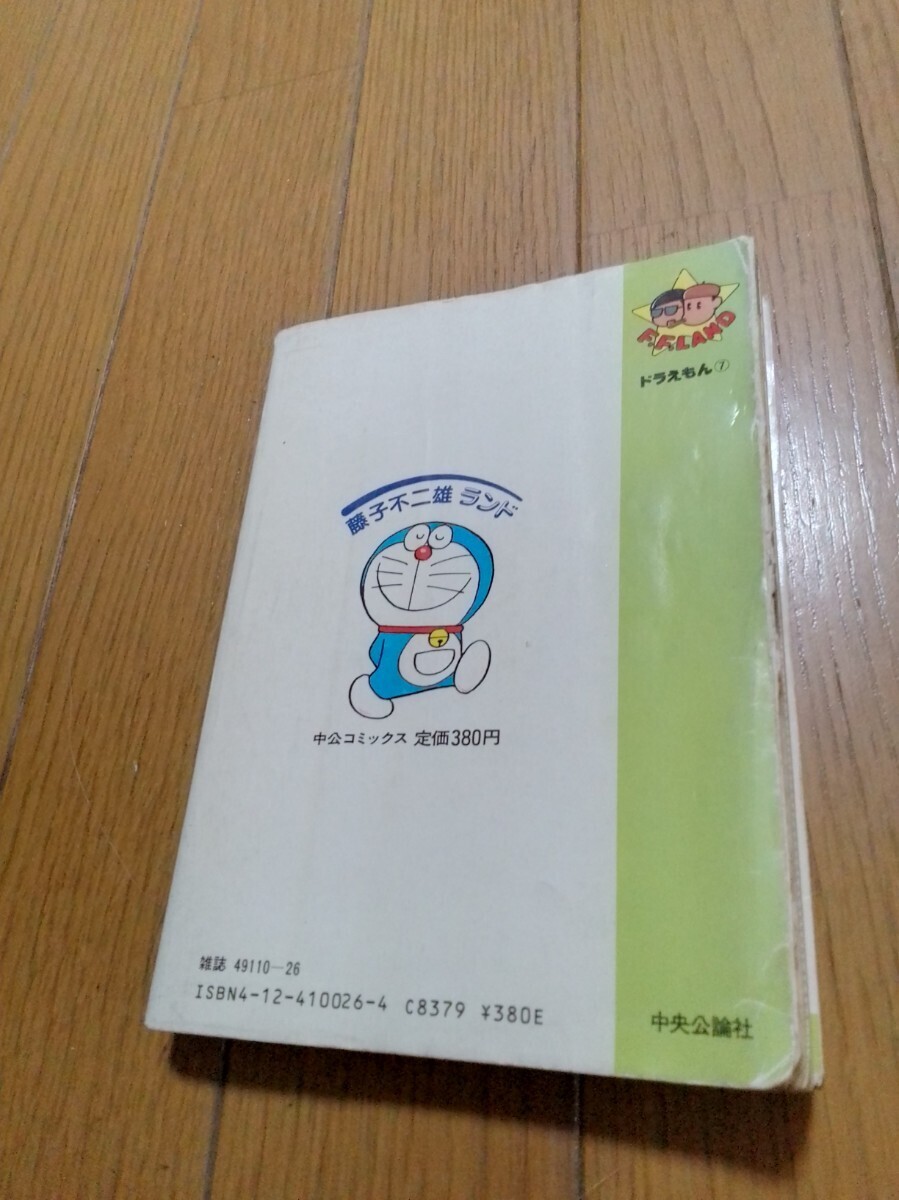 F.F.LAND
ドラえもん⑦
藤子不二雄ランド
中公コミックス 定価380円
雑誌 49110-26
ISBN4-12-410026-4 C8379 ¥380E
中央公論社